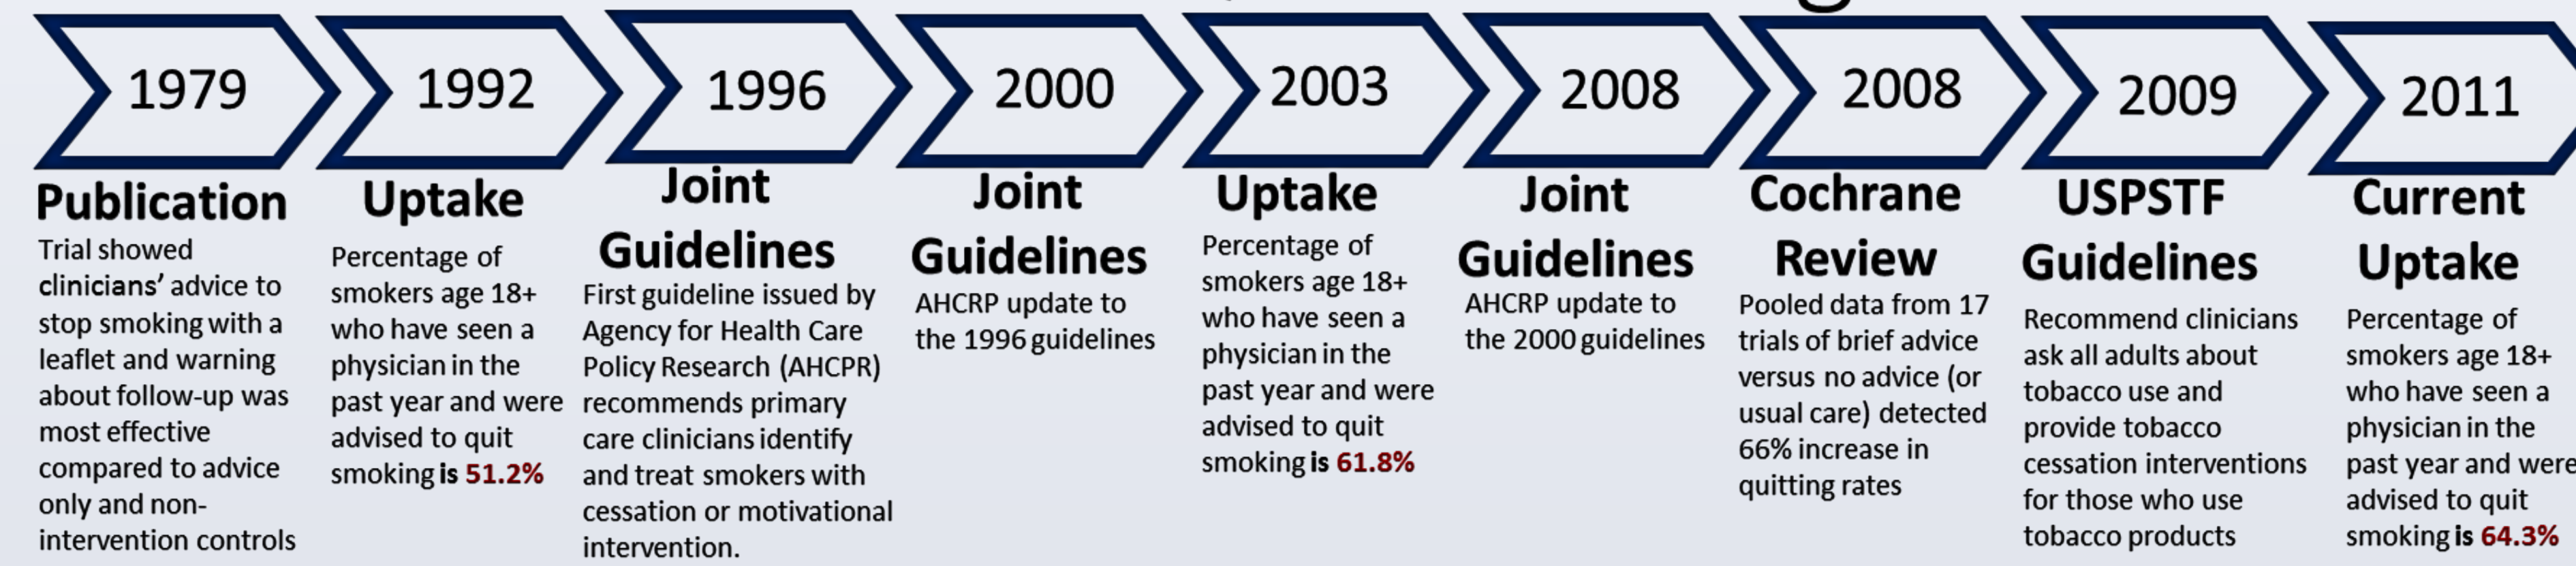 1979
Publication
Trial showed
clinicians' advice to
stop smoking with a
leaflet and warning
about follow-up was
most effective
compared to advice
only and non-
intervention controls
1992
Uptake
Percentage of
smokers age 18+
who have seen a
physician in the
past year and were
advised to quit
smoking is 51.2%
1996
Joint
Guidelines
First guideline issued by
Agency for Health Care
Policy Research (AHCPR)
recommends primary
care clinicians identify
and treat smokers with
cessation or motivational
intervention.
2000
Joint
Guidelines
AHCRP update to
the 1996 guidelines
2003
Uptake
Percentage of
smokers age 18+
who have seen a
physician in the
past year and were
advised to quit
smoking is 61.8%
2008
Joint
Guidelines
AHCRP update to
the 2000 guidelines
2008
Cochrane
Review
Pooled data from 17
trials of brief advice
versus no advice (or
usual care) detected
66% increase in
quitting rates
2009
USPSTF
Guidelines
Recommend clinicians
ask all adults about
tobacco use and
provide tobacco
cessation interventions
for those who use
tobacco products
2011
Current
Uptake
Percentage of
smokers age 18+
who have seen a
physician in the
past year and were
advised to quit
smoking is 64.3%